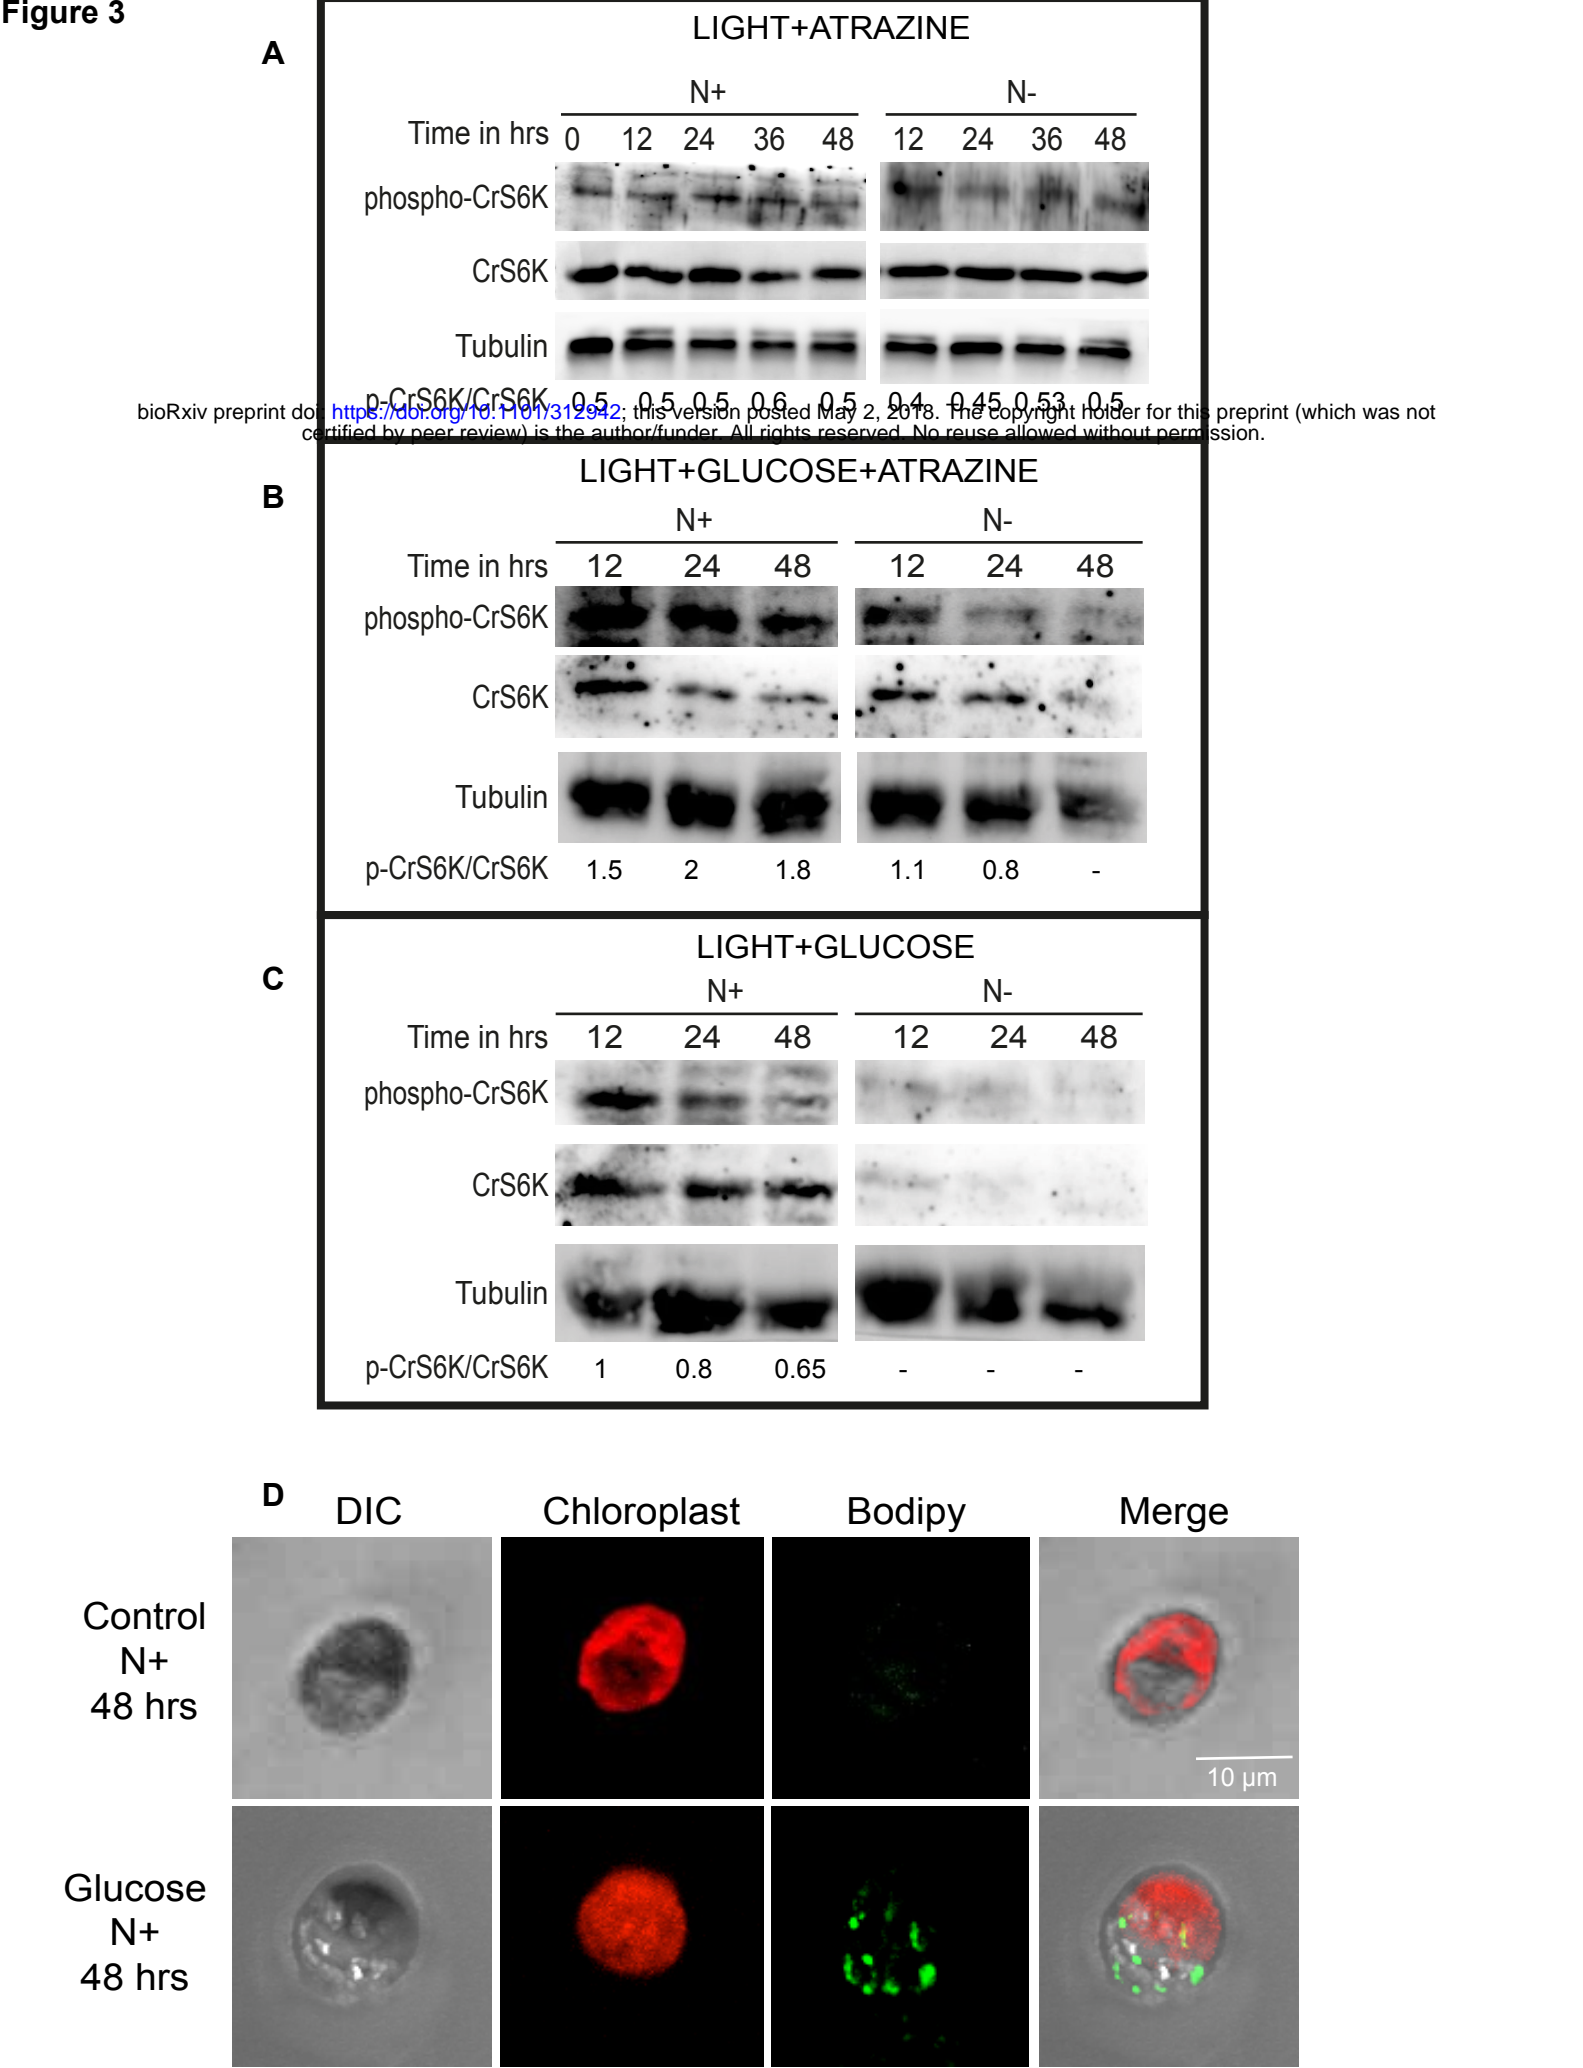 Figure 3
A
LIGHT+ATRAZINE
N+ N-
Time in hrs 0 12 24 36 48 12 24 36 48
phospho-CrS6K
CrS6K
Tubulin
p-CrS6K/CrS6K 0.5 0.5 0.5 0.6 0.5 0.4 0.45 0.53 0.5
bioRxiv preprint doi: https://doi.org/10.1101/312942; this version posted May 2, 2018. The copyright holder for this preprint (which was not
certified by peer review) is the author/funder. All rights reserved. No reuse allowed without permission.
B
LIGHT+GLUCOSE+ATRAZINE
N+ N-
Time in hrs 12 24 48 12 24 48
phospho-CrS6K
CrS6K
Tubulin
p-CrS6K/CrS6K 1.5 2 1.8 1.1 0.8 -
C
LIGHT+GLUCOSE
N+ N-
Time in hrs 12 24 48 12 24 48
phospho-CrS6K
CrS6K
Tubulin
p-CrS6K/CrS6K 1 0.8 0.65 - - -
D
DIC Chloroplast Bodipy Merge
Control
N+
48 hrs
10 µm
Glucose
N+
48 hrs